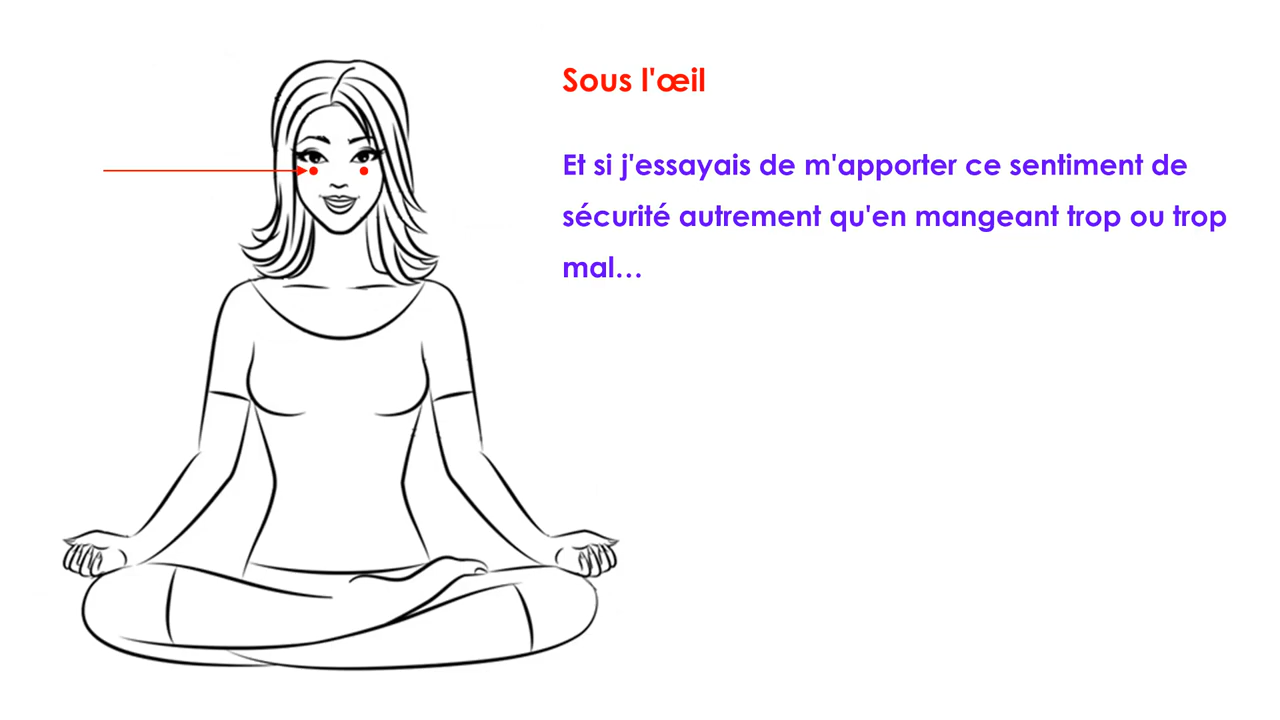 Sous l'œil
Et si j'essayais de m'apporter ce sentiment de
sécurité autrement qu'en mangeant trop ou trop
mal...